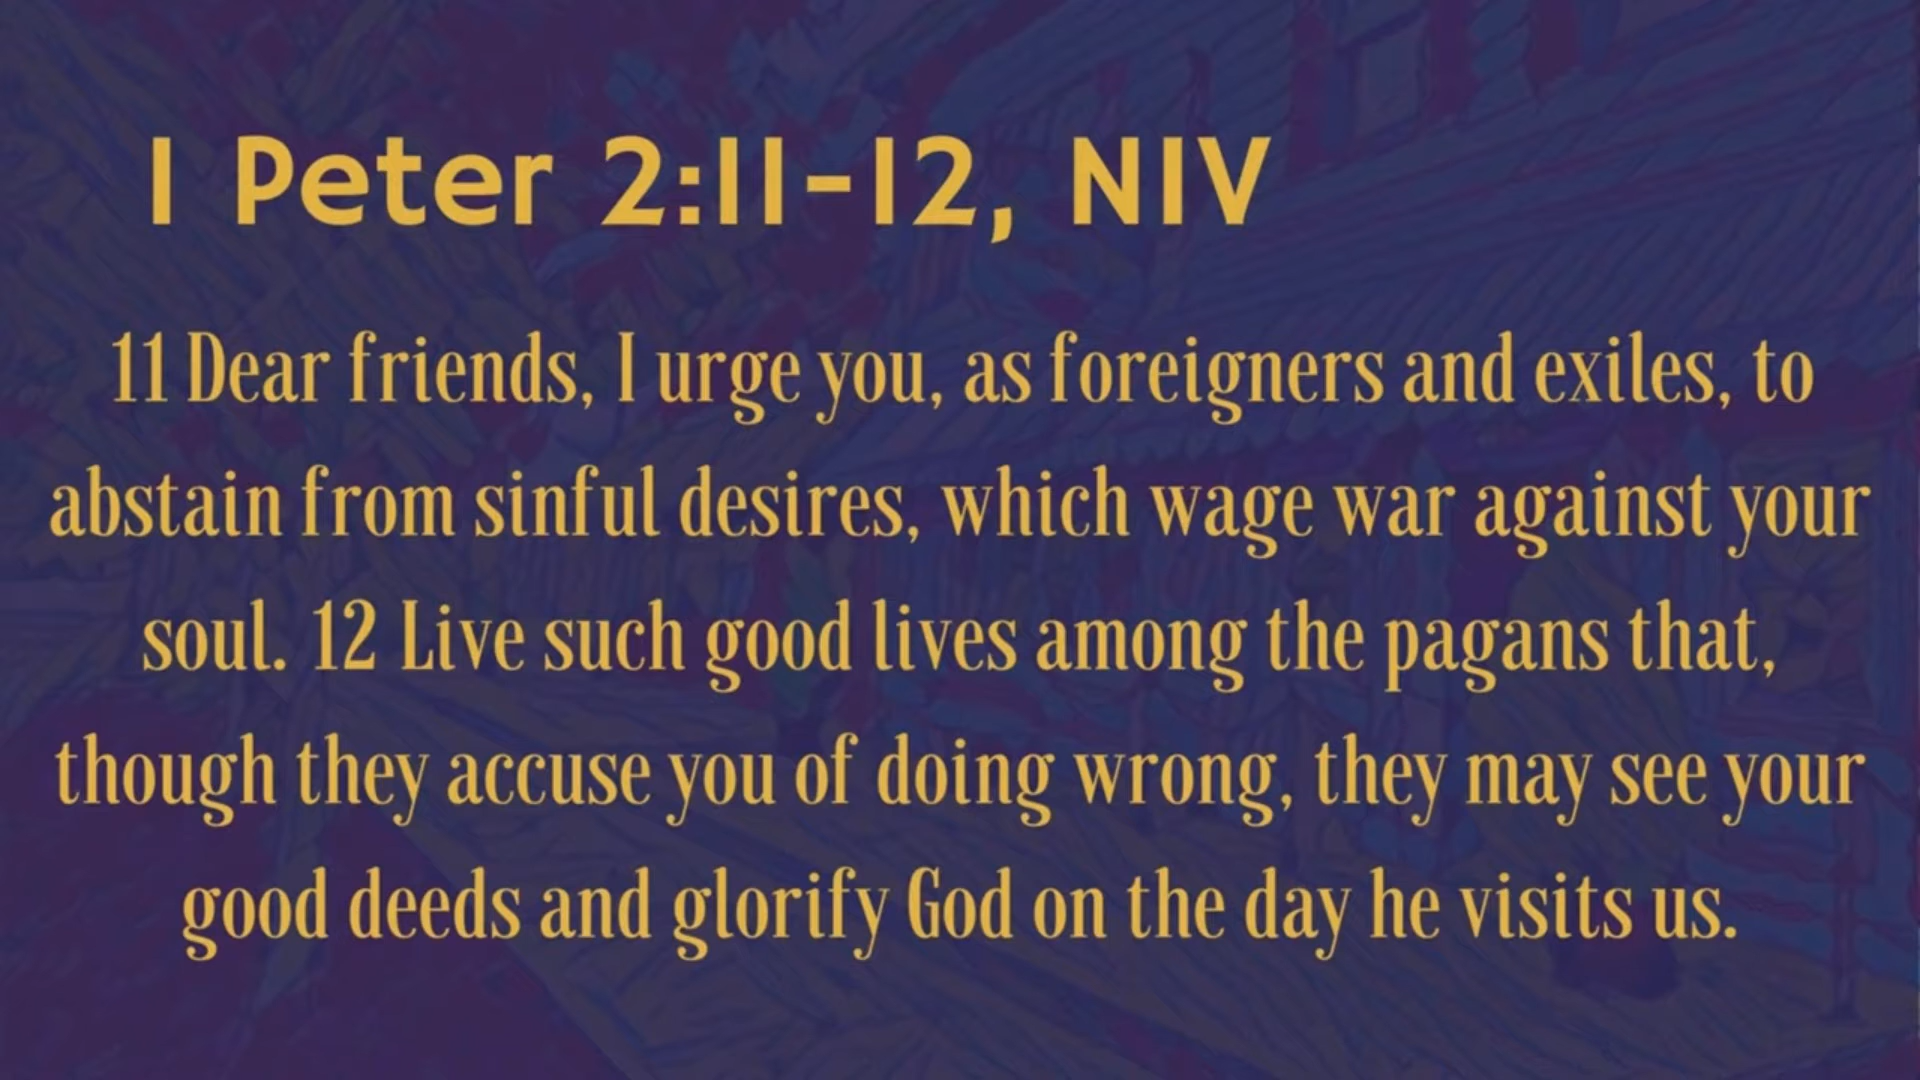 1 Peter 2:11-12, NIV
11 Dear friends, I urge you, as foreigners and exiles, to
abstain from sinful desires, which wage war against your
soul. 12 Live such good lives among the pagans that,
though they accuse you of doing wrong, they may see your
good deeds and glorify God on the day he visits us.